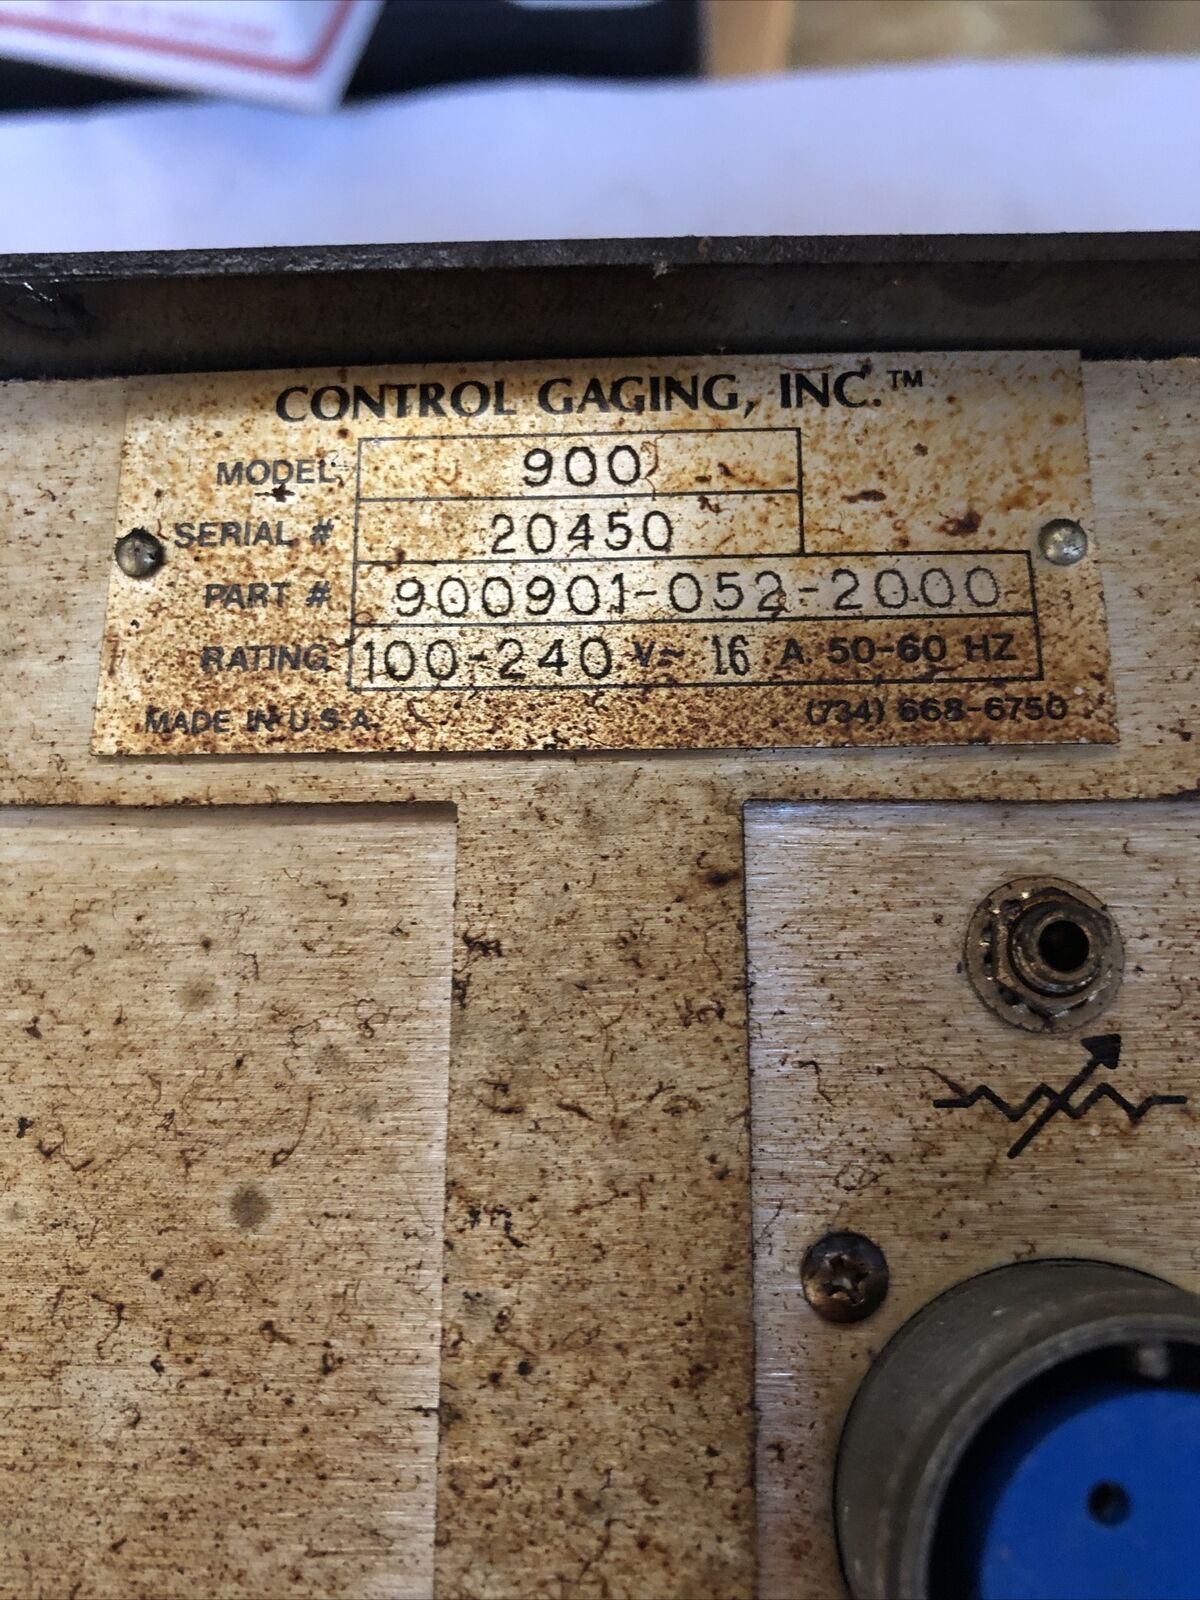 CONTROL GAGING, INC.™
MODEL 900
SERIAL # 20450
PART # 900901-052-2000
RATING 100-240 V~ 16 A 50-60 HZ
MADE IN U.S.A. (734) 668-6750